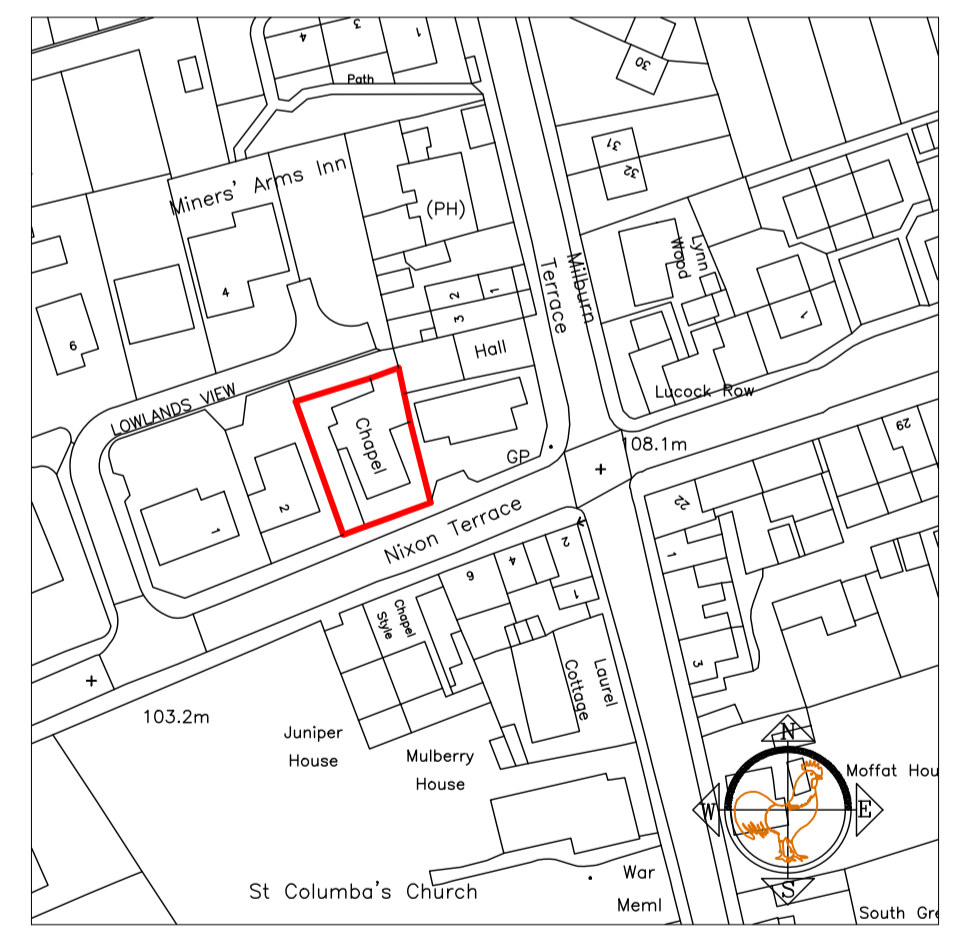 4
3
1
Path
30
31
32
Miners' Arms Inn
(PH)
Lynn
Wood
Milburn
Terrace
4
2
1
3
6
1
Hall
Lucock Row
LOWLANDS VIEW
Chapel
108.1m
GP
29
22
2
1
Nixon Terrace
2
4
6
1
1
Chapel
Style
3
Laurel
Cottage
103.2m
Juniper
House
Mulberry
House
N
W
E
S
Moffat Hou
St Columba's Church
War
Meml
South Gre